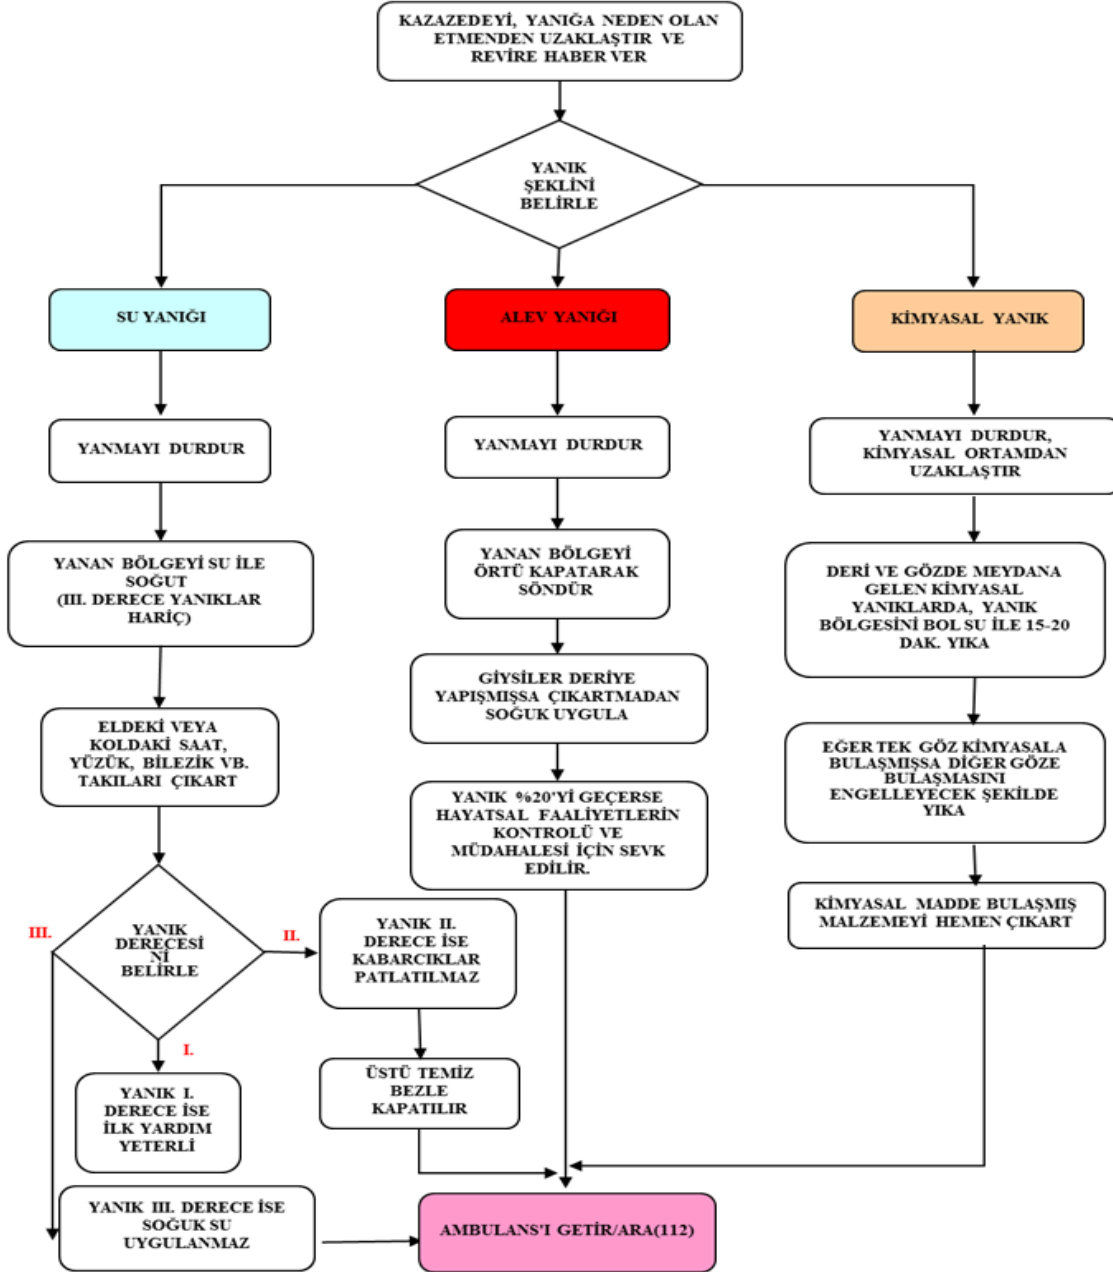 KAZAZEDEYİ, YANIĞA NEDEN OLAN
ETMENDEN UZAKLAŞTIR VE
REVİRE HABER VER
YANIK
ŞEKLİNİ
BELİRLE
SU YANIĞI
ALEV YANIĞI
KİMYASAL YANIK
YANMAYI DURDUR
YANMAYI DURDUR
YANMAYI DURDUR,
KİMYASAL ORTAMDAN
UZAKLAŞTIR
YANAN BÖLGEYİ SU İLE
SOĞUT
(III. DERECE YANIKLAR
HARİÇ)
YANAN BÖLGEYİ
ÖRTÜ KAPATARAK
SÖNDÜR
DERİ VE GÖZDE MEYDANA
GELEN KİMYASAL
YANIKLARDA, YANIK
BÖLGESİNİ BOL SU İLE 15-20
DAK. YIKA
GİYSİLER DERİYE
YAPIŞMIŞSA ÇIKARTMADAN
SOĞUK UYGULA
ELDEKİ VEYA
KOLDAKİ SAAT,
YÜZÜK, BİLEZİK VB.
TAKILARI ÇIKART
EĞER TEK GÖZ KİMYASALA
BULAŞMIŞSA DİĞER GÖZE
BULAŞMASINI
ENGELLEYECEK ŞEKİLDE
YIKA
YANIK %20'Yİ GEÇERSE
HAYATSAL FAALİYETLERİN
KONTROLÜ VE
MÜDAHALESİ İÇİN SEVK
EDİLİR.
KİMYASAL MADDE BULAŞMIŞ
MALZEMEYİ HEMEN ÇIKART
III.
YANIK
DERECESİ
Nİ
BELİRLE
II.
YANIK II.
DERECE İSE
KABARCIKLAR
PATLATILMAZ
I.
YANIK I.
DERECE İSE
İLK YARDIM
YETERLİ
ÜSTÜ TEMİZ
BEZLE
KAPATILIR
YANIK III. DERECE İSE
SOĞUK SU
UYGULANMAZ
AMBULANS'I GETİR/ARA(112)